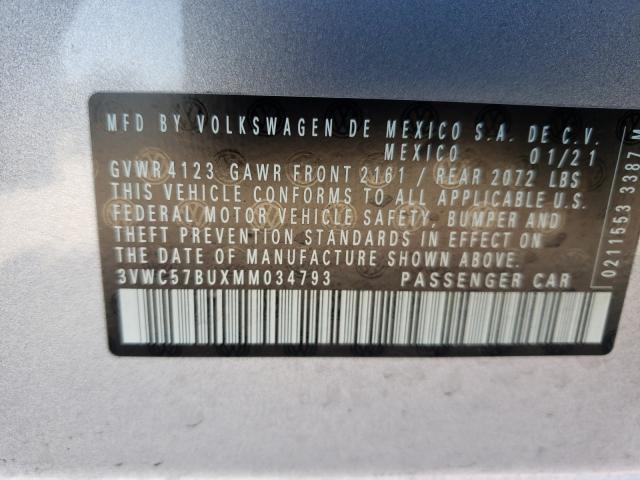 MFD BY VOLKSWAGEN DE MEXICO S.A. DE C.V.
MEXICO 01/21
GVWR 4123 GAWR FRONT 2161 / REAR 2072 LBS
THIS VEHICLE CONFORMS TO ALL APPLICABLE U.S.
FEDERAL MOTOR VEHICLE SAFETY, BUMPER AND
THEFT PREVENTION STANDARDS IN EFFECT ON
THE DATE OF MANUFACTURE SHOWN ABOVE.
3VWC57BUXMM034793 PASSENGER CAR
0211553 3387 M